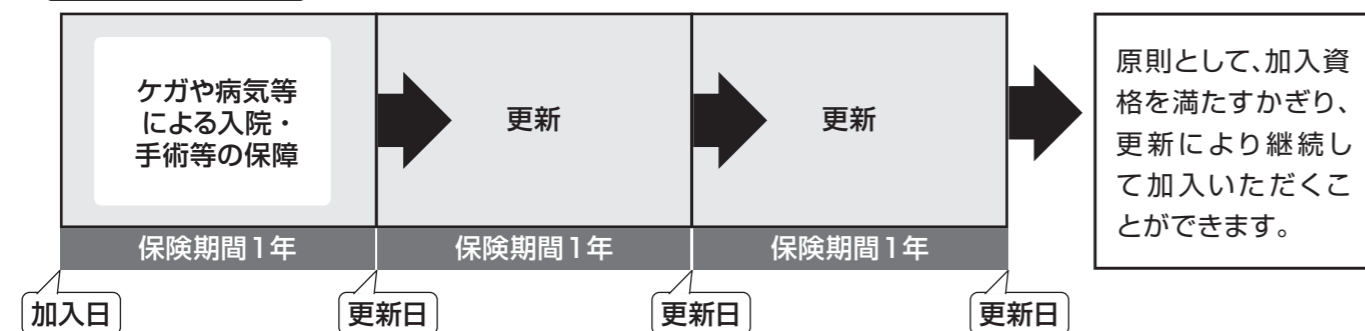 ケガや病気等
による入院・
手術等の保障
更新
更新
保険期間1年
保険期間1年
保険期間1年
加入日
更新日
更新日
更新日
原則として、加入資
格を満たすかぎり、
更新により継続し
て加入いただくこ
とができます。